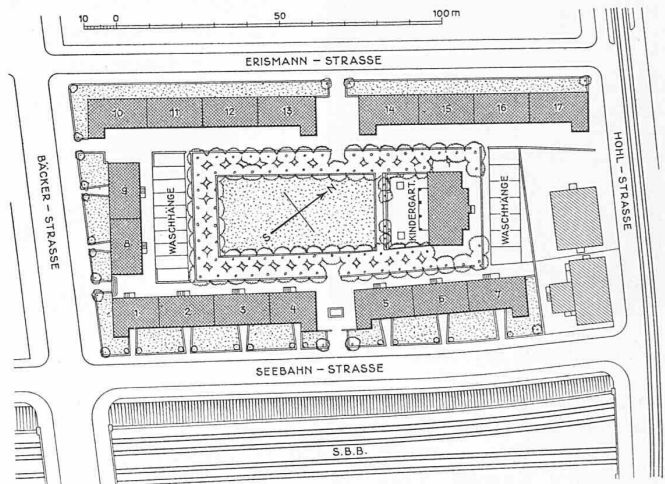 10 0 50 100 m
ERISMANN-STRASSE
10 11 12 13 14 15 16 17
BÄCKER-STRASSE
HOHL-STRASSE
9
8
WASCHHÄNGE
S N
KINDERGART.
WASCHHÄNGE
1 2 3 4 5 6 7
SEEBAHN-STRASSE
S.B.B.